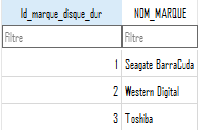 Id_marque_disque_dur NOM_MARQUE
Filtre Filtre
1 Seagate BarraCuda
2 Western Digital
3 Toshiba